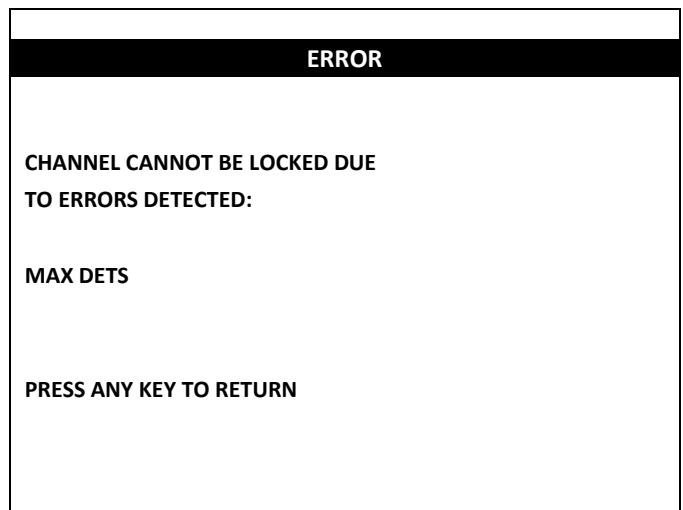 ERROR
CHANNEL CANNOT BE LOCKED DUE
TO ERRORS DETECTED:
MAX DETS
PRESS ANY KEY TO RETURN